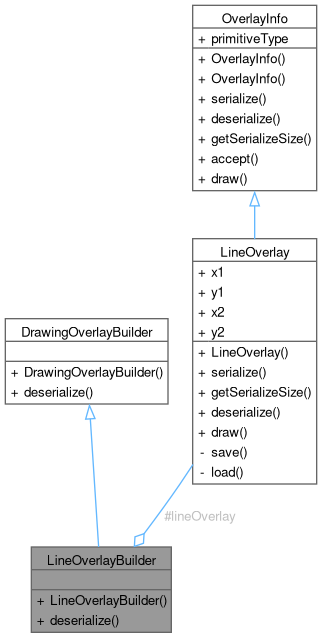 OverlayInfo
+ primitiveType
+ OverlayInfo()
+ OverlayInfo()
+ serialize()
+ deserialize()
+ getSerializeSize()
+ accept()
+ draw()
LineOverlay
+ x1
+ y1
+ x2
+ y2
+ LineOverlay()
+ serialize()
+ getSerializeSize()
+ deserialize()
+ draw()
- save()
- load()
DrawingOverlayBuilder
+ DrawingOverlayBuilder()
+ deserialize()
#lineOverlay
LineOverlayBuilder
+ LineOverlayBuilder()
+ deserialize()